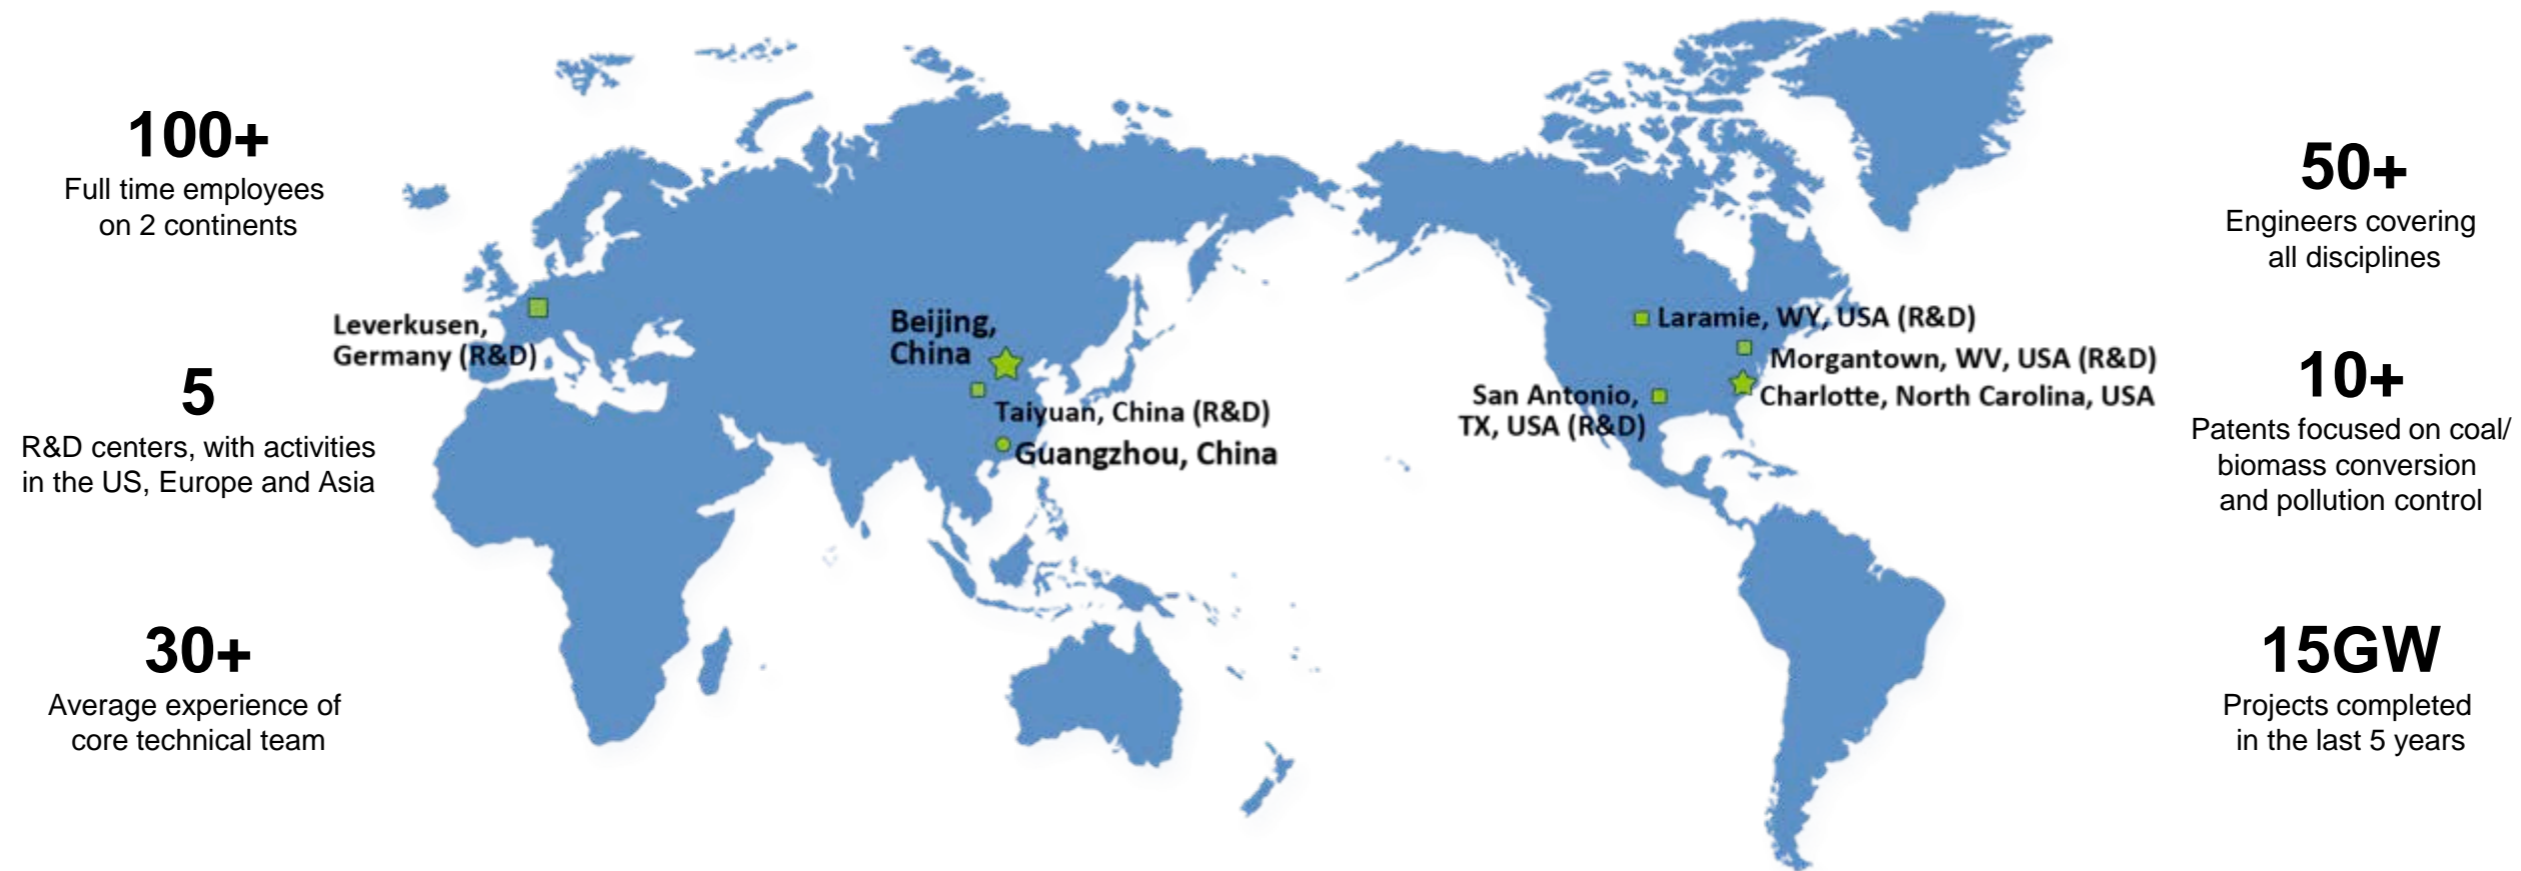 100+
Full time employees
on 2 continents
5
R&D centers, with activities
in the US, Europe and Asia
30+
Average experience of
core technical team
Leverkusen,
Germany (R&D)
Beijing,
China
Taiyuan, China (R&D)
Guangzhou, China
Laramie, WY, USA (R&D)
Morgantown, WV, USA (R&D)
Charlotte, North Carolina, USA
San Antonio,
TX, USA (R&D)
50+
Engineers covering
all disciplines
10+
Patents focused on coal/
biomass conversion
and pollution control
15GW
Projects completed
in the last 5 years